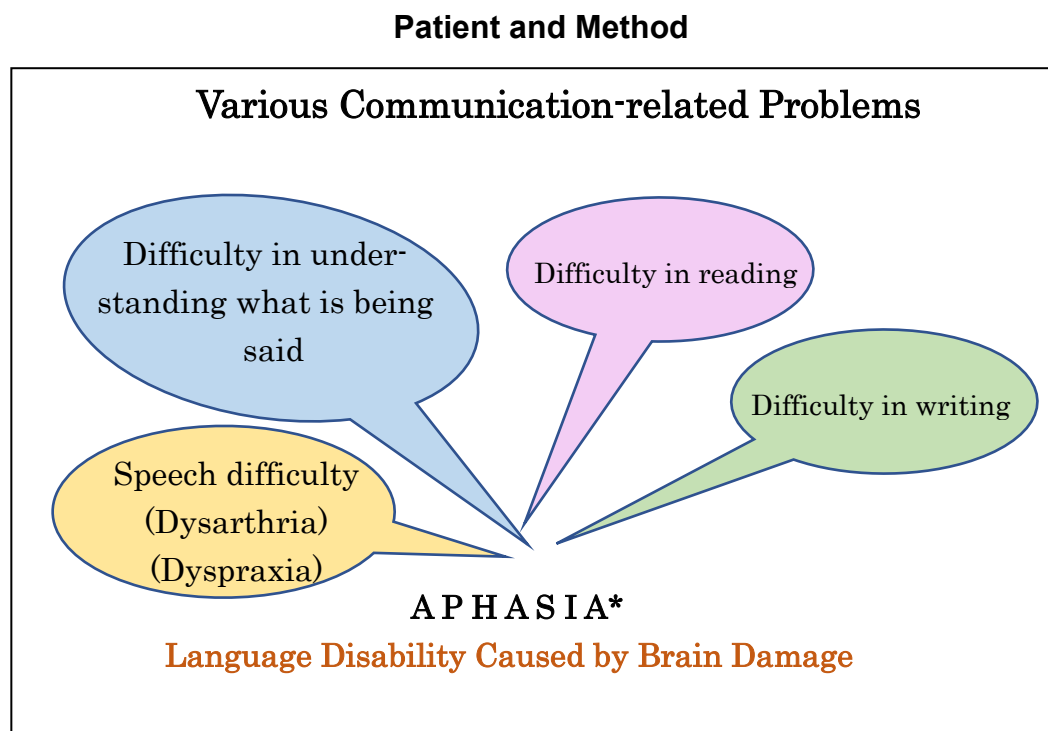 Patient and Method
Various Communication-related Problems
Difficulty in under-
standing what is being
said
Difficulty in reading
Difficulty in writing
Speech difficulty
(Dysarthria)
(Dyspraxia)
A P H A S I A*
Language Disability Caused by Brain Damage